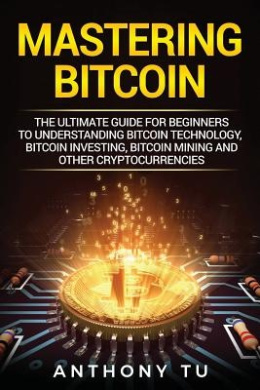 MASTERING
BITCOIN
THE ULTIMATE GUIDE FOR BEGINNERS
TO UNDERSTANDING BITCOIN TECHNOLOGY,
BITCOIN INVESTING, BITCOIN MINING AND
OTHER CRYPTOCURRENCIES
ANTHONY TU